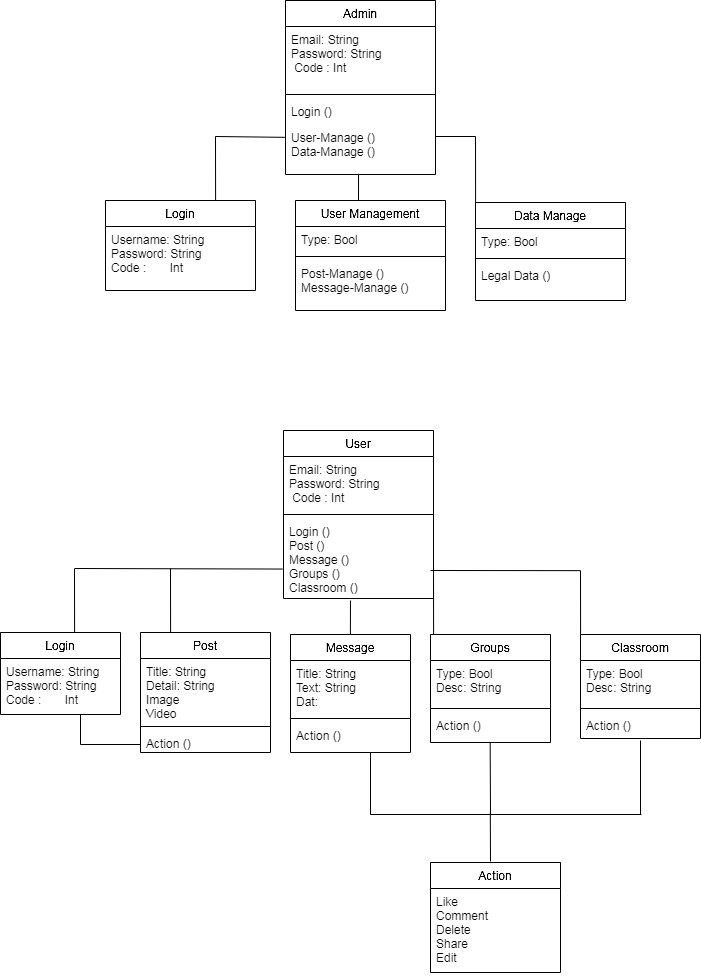 Admin
Email: String
Password: String
Code : Int
Login ()
User-Manage ()
Data-Manage ()
Login
Username: String
Password: String
Code : Int
User Management
Type: Bool
Post-Manage ()
Message-Manage ()
Data Manage
Type: Bool
Legal Data ()
User
Email: String
Password: String
Code : Int
Login ()
Post ()
Message ()
Groups ()
Classroom ()
Login
Username: String
Password: String
Code : Int
Post
Title: String
Detail: String
Image
Video
Action ()
Message
Title: String
Text: String
Dat:
Action ()
Groups
Type: Bool
Desc: String
Action ()
Classroom
Type: Bool
Desc: String
Action ()
Action
Like
Comment
Delete
Share
Edit